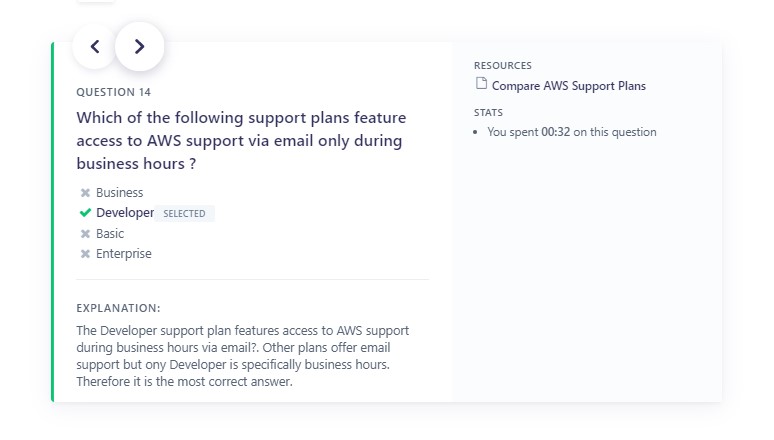 QUESTION 14
Which of the following support plans feature
access to AWS support via email only during
business hours ?
Business
Developer SELECTED
Basic
Enterprise
EXPLANATION:
The Developer support plan features access to AWS support
during business hours via email?. Other plans offer email
support but ony Developer is specifically business hours.
Therefore it is the most correct answer.
RESOURCES
Compare AWS Support Plans
STATS
You spent 00:32 on this question